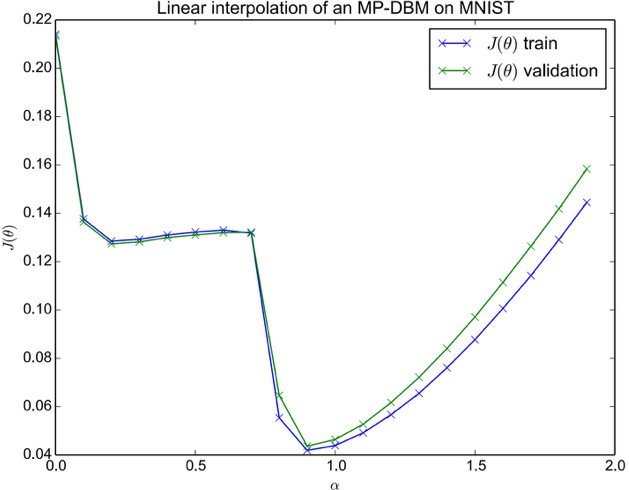 Linear interpolation of an MP-DBM on MNIST
J(θ) train
J(θ) validation
0.22
0.20
0.18
0.16
0.14
0.12
0.10
0.08
0.06
0.04
J(θ)
0.0 0.5 1.0 1.5 2.0
α